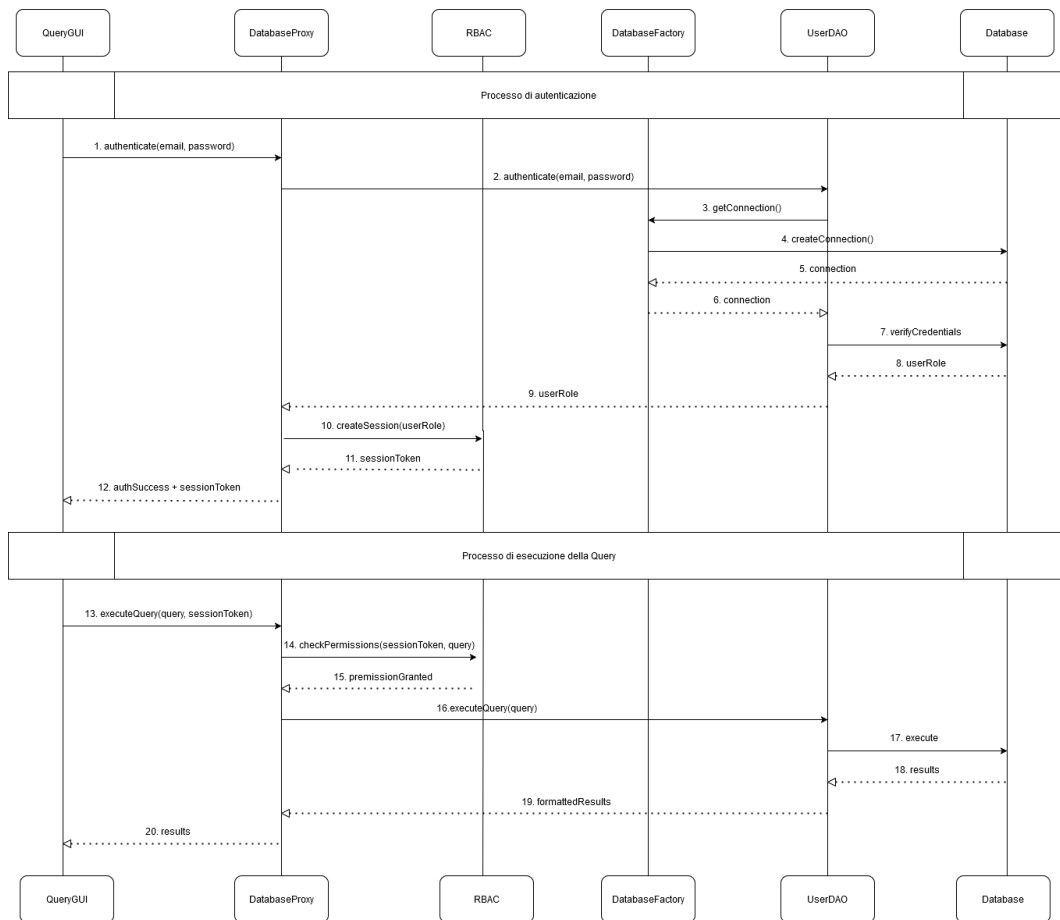 QueryGUI
DatabaseProxy
RBAC
DatabaseFactory
UserDAO
Database
Processo di autenticazione
1. authenticate(email, password)
2. authenticate(email, password)
3. getConnection()
4. createConnection()
5. connection
6. connection
7. verifyCredentials
8. userRole
9. userRole
10. createSession(userRole)
11. sessionToken
12. authSuccess + sessionToken
Processo di esecuzione della Query
13. executeQuery(query, sessionToken)
14. checkPermissions(sessionToken, query)
15. premissionGranted
16.executeQuery(query)
17. execute
18. results
19. formattedResults
20. results
QueryGUI
DatabaseProxy
RBAC
DatabaseFactory
UserDAO
Database